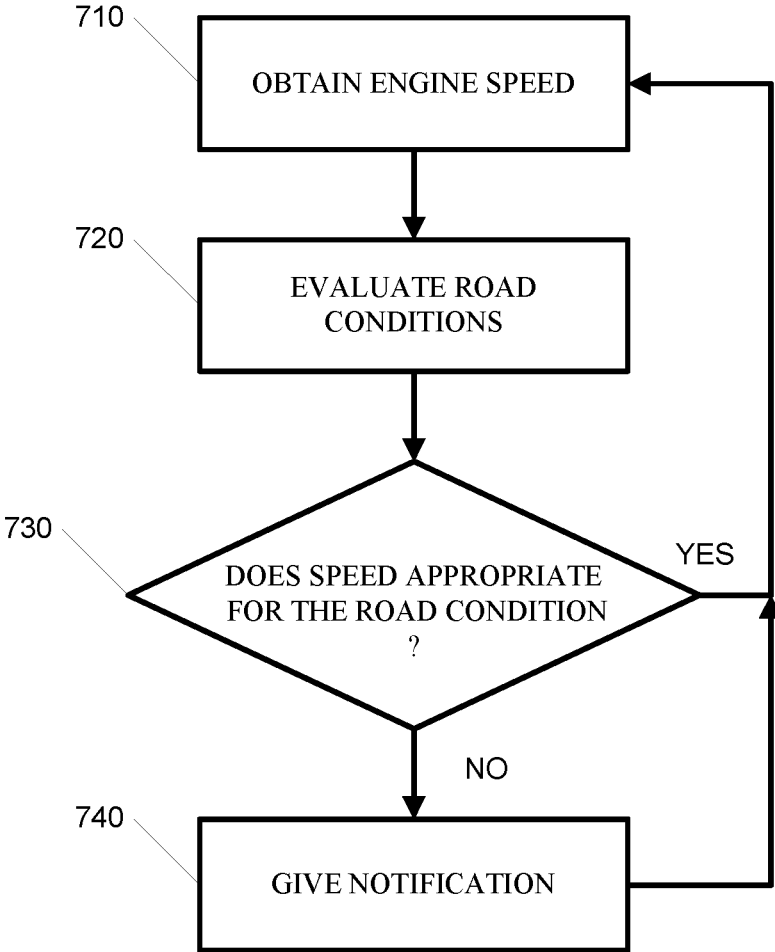 710
OBTAIN ENGINE SPEED
720
EVALUATE ROAD
CONDITIONS
730
YES
DOES SPEED APPROPRIATE
FOR THE ROAD CONDITION
?
NO
740
GIVE NOTIFICATION